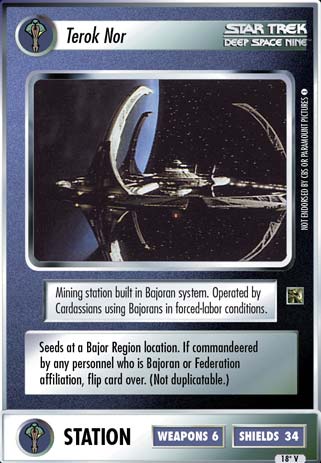 Terok Nor
STAR TREK
DEEP SPACE NINE
NOT ENDORSED BY CBS OR PARAMOUNT PICTURES
Mining station built in Bajoran system. Operated by
Cardassians using Bajorans in forced-labor conditions.
Seeds at a Bajor Region location. If commandeered
by any personnel who is Bajoran or Federation
affiliation, flip card over. (Not duplicatable.)
STATION
WEAPONS 6
SHIELDS 34
18* V